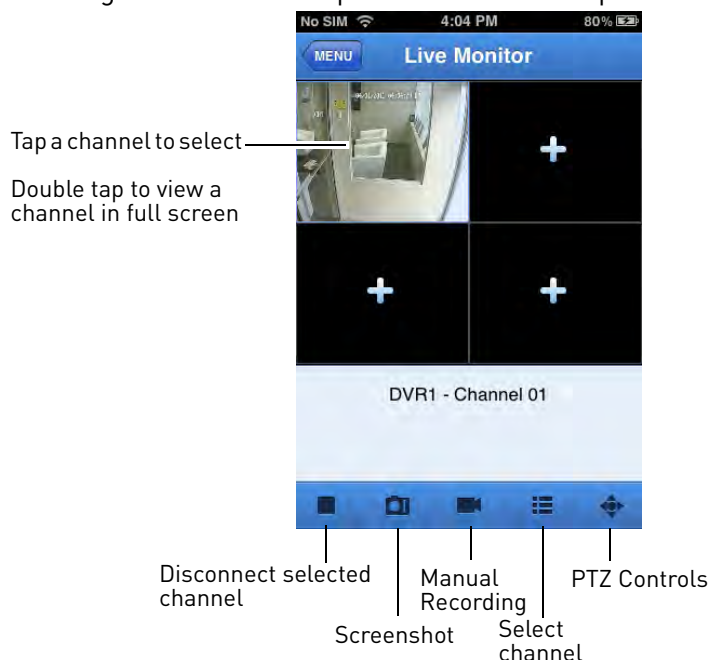 No SIM 4:04 PM 80%
MENU Live Monitor
Tap a channel to select
Double tap to view a
channel in full screen
DVR1 - Channel 01
Disconnect selected
channel
Screenshot
Manual
Recording
Select
channel
PTZ Controls